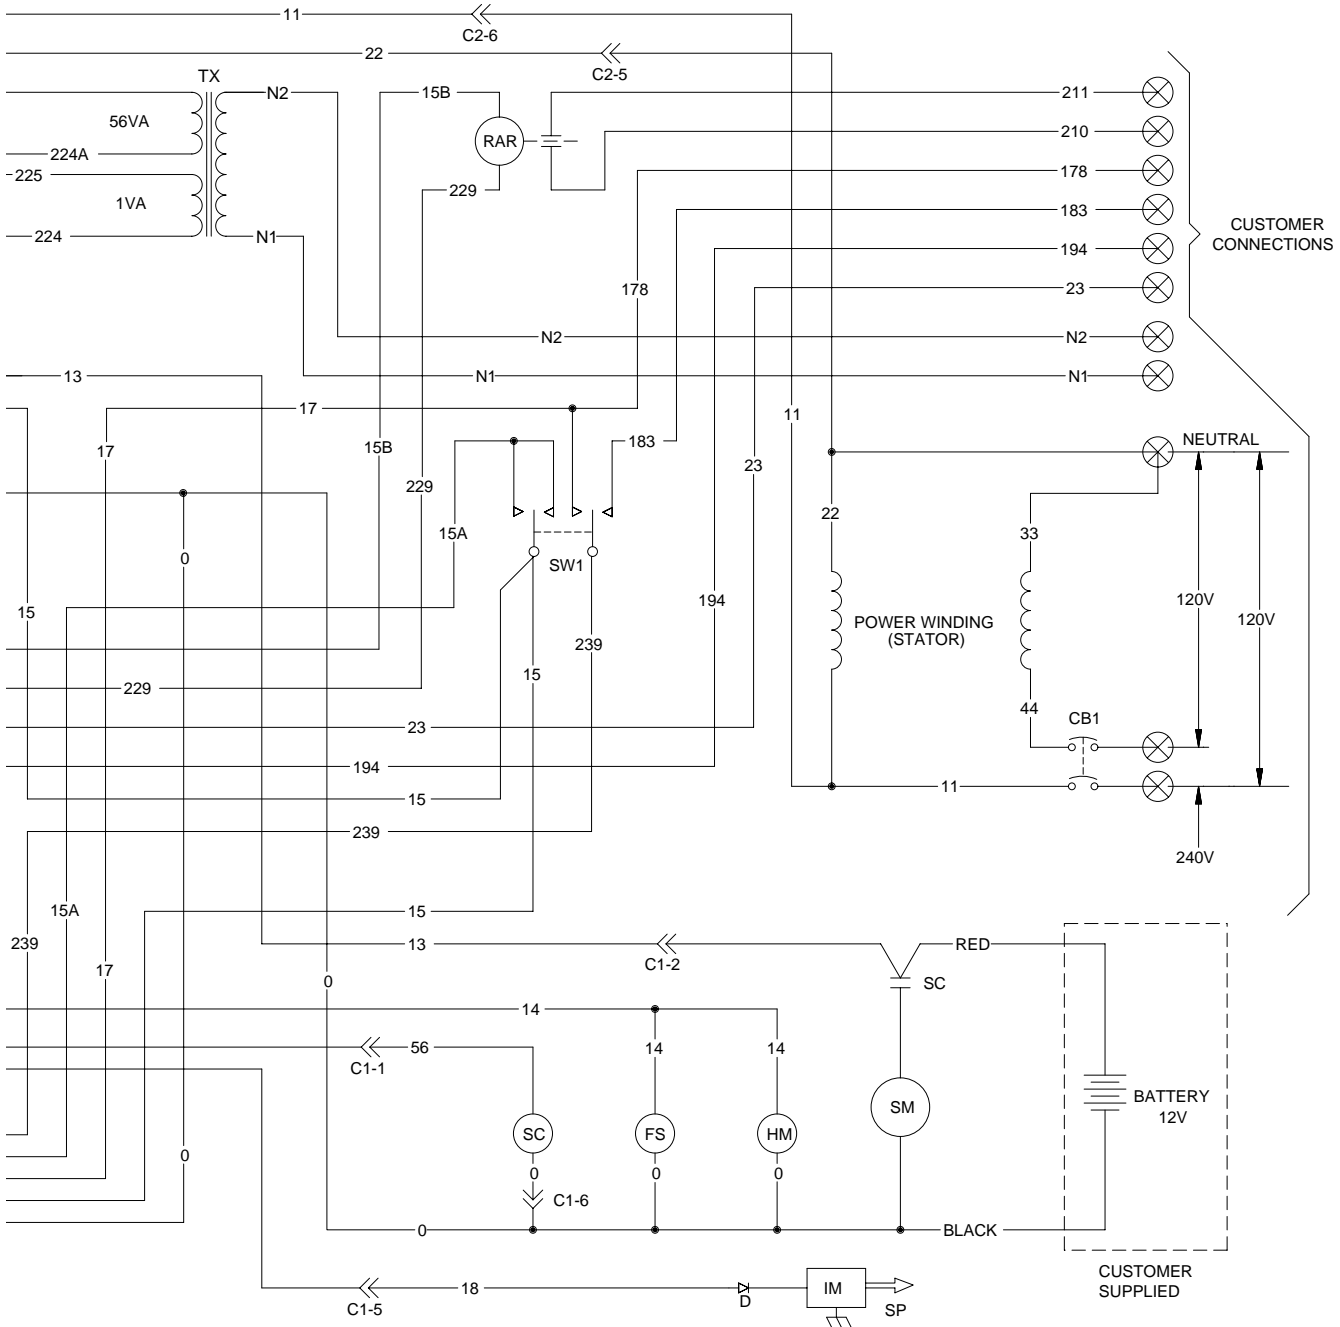 11
C2-6
22
C2-5
TX
N2
15B
211
56VA
RAR
210
224A
225
178
229
1VA
183
CUSTOMER
CONNECTIONS
224
N1
194
178
23
N2
N2
13
N1
N1
17
11
17
15B
183
NEUTRAL
23
229
22
15A
33
0
SW1
15
194
120V
120V
POWER WINDING
(STATOR)
239
15
229
44
CB1
23
194
15
11
239
240V
15A
15
239
13
RED
C1-2
17
0
SC
14
56
14
14
C1-1
BATTERY
12V
SM
SC
FS
HM
0
0
0
0
C1-6
0
BLACK
CUSTOMER
SUPPLIED
18
IM
C1-5
D
SP